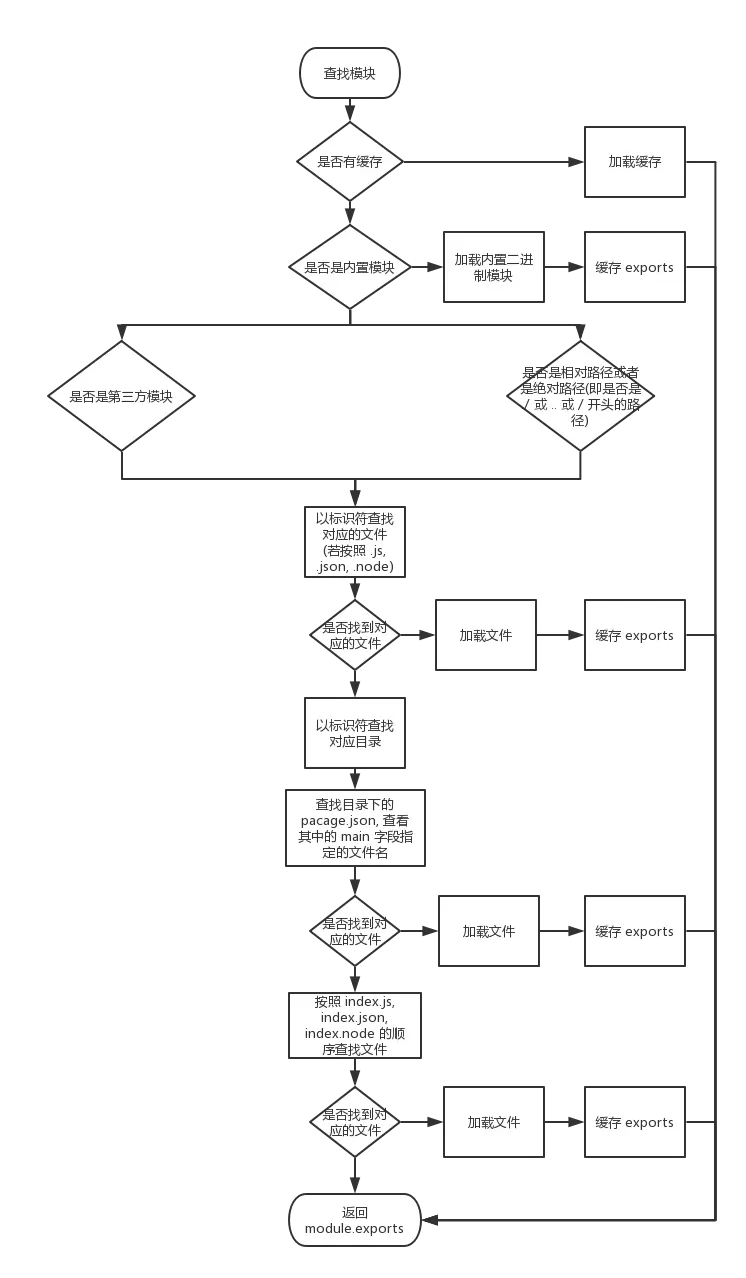 查找模块
是否有缓存
加载缓存
是否是内置模块
加载内置二进
制模块
缓存 exports
是否是第三方模块
是否是相对路径或者
是绝对路径(即是否是
/ 或 .. 或 / 开头的路
径)
以标识符查找
对应的文件
(若按照 .js,
.json, .node)
是否找到对
应的文件
加载文件
缓存 exports
以标识符查找
对应目录
查找目录下的
pacage.json, 查看
其中的 main 字段指
定的文件名
是否找到对
应的文件
加载文件
缓存 exports
按照 index.js,
index.json,
index.node 的顺
序查找文件
是否找到对
应的文件
加载文件
缓存 exports
返回
module.exports